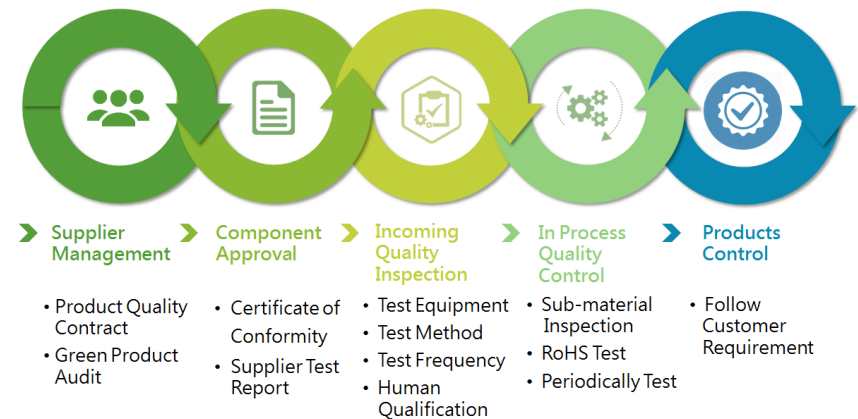 Supplier
Management
• Product Quality
Contract
• Green Product
Audit
Component
Approval
• Certificate of
Conformity
• Supplier Test
Report
Incoming
Quality
Inspection
• Test Equipment
• Test Method
• Test Frequency
• Human
Qualification
In Process
Quality
Control
• Sub-material
Inspection
• RoHS Test
• Periodically Test
Products
Control
• Follow
Customer
Requirement